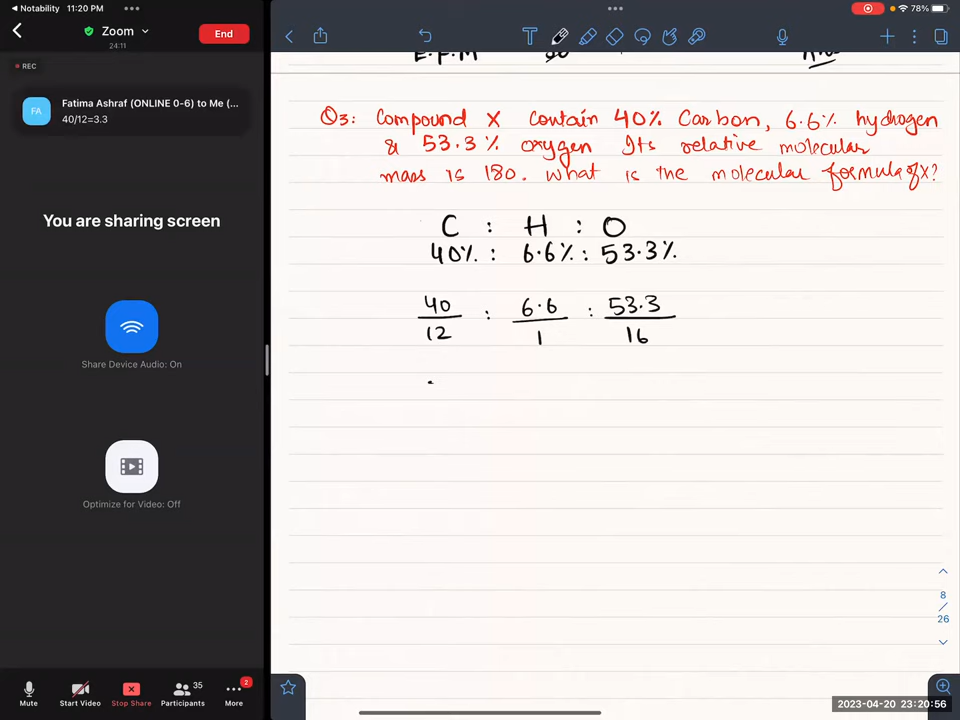 Notability 11:20 PM
78%
Zoom
24:11
End
REC
FA
Fatima Ashraf (ONLINE 0-6) to Me (...
40/12=3.3
You are sharing screen
Share Device Audio: On
Optimize for Video: Off
Mute
Start Video
Stop Share
35
Participants
2
More
T
E.F.M
Q3: Compound X contain 40% Carbon, 6.6% hydrogen
& 53.3% oxygen Its relative molecular
mass is 180. What is the molecular formula of X?
C : H : O
40% : 6.6% : 53.3%
40/12 : 6.6/1 : 53.3/16
8
/
26
2023-04-20 23:20:56